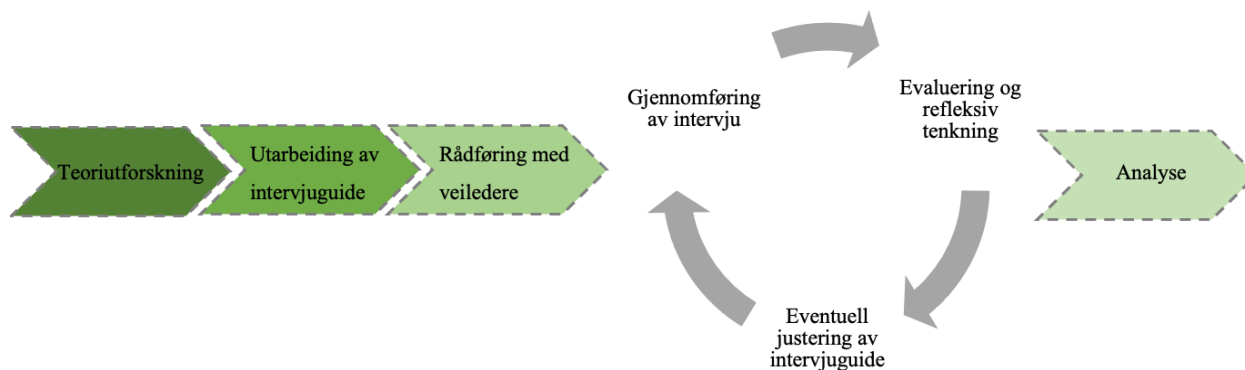 Teoriutforskning
Utarbeiding av
intervjuguide
Rådføring med
veiledere
Gjennomføring
av intervju
Evaluering og
refleksiv
tenkning
Eventuell
justering av
intervjuguide
Analyse